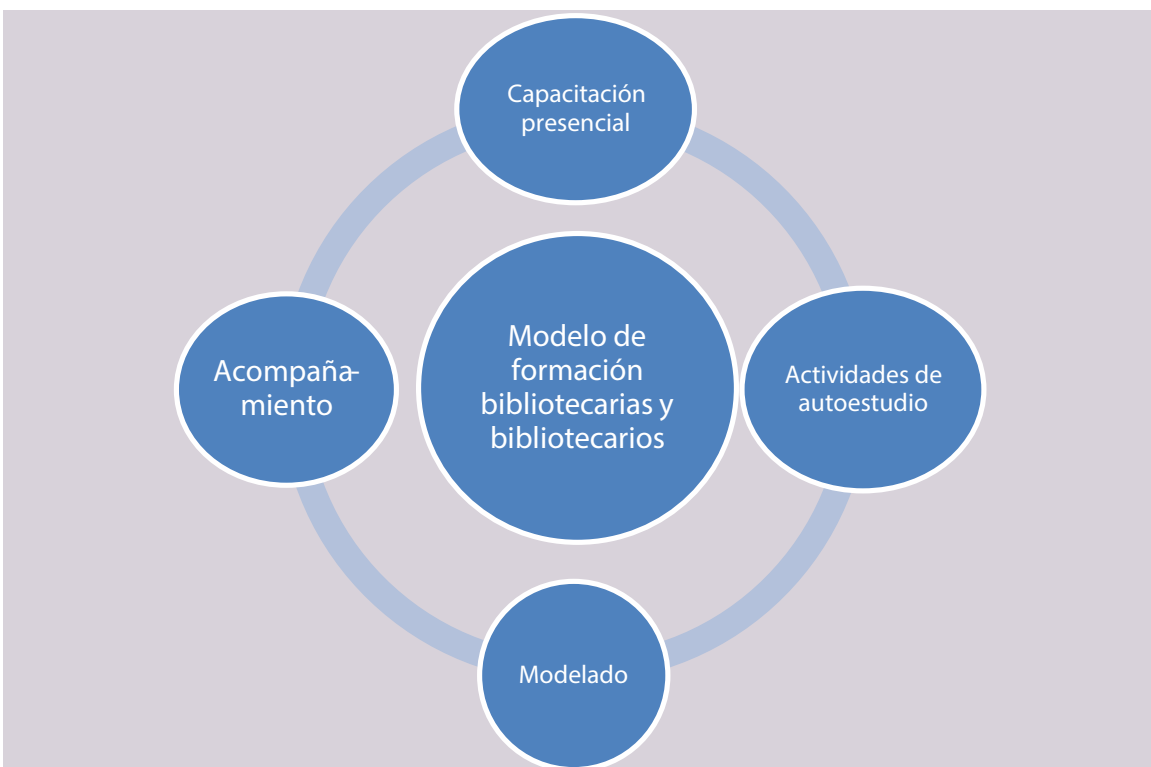 Capacitación
presencial
Acompaña-
miento
Modelo de
formación
bibliotecarias y
bibliotecarios
Actividades de
autoestudio
Modelado